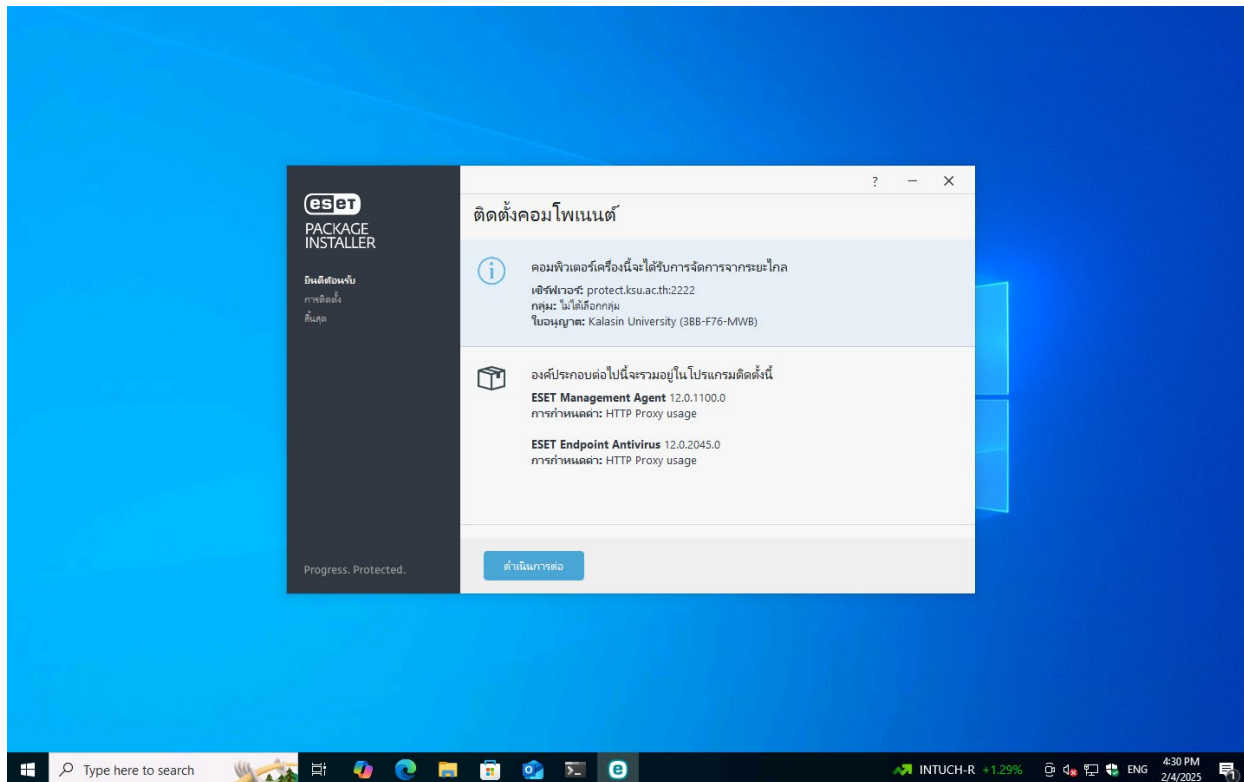 ? – ×
eset
PACKAGE
INSTALLER
ยินดีต้อนรับ
การติดตั้ง
สิ้นสุด
Progress. Protected.
ติดตั้งคอมโพเนนต์
คอมพิวเตอร์เครื่องนี้จะได้รับการจัดการจากระยะไกล
เซิร์ฟเวอร์: protect.ksu.ac.th:2222
กลุ่ม: ไม่ได้เลือกกลุ่ม
ใบอนุญาต: Kalasin University (3BB-F76-MWB)
องค์ประกอบต่อไปนี้จะรวมอยู่ในโปรแกรมติดตั้งนี้
ESET Management Agent 12.0.1100.0
การกำหนดค่า: HTTP Proxy usage
ESET Endpoint Antivirus 12.0.2045.0
การกำหนดค่า: HTTP Proxy usage
ดำเนินการต่อ
Type here to search
INTUCH-R +1.29%
ENG
4:30 PM
2/4/2025